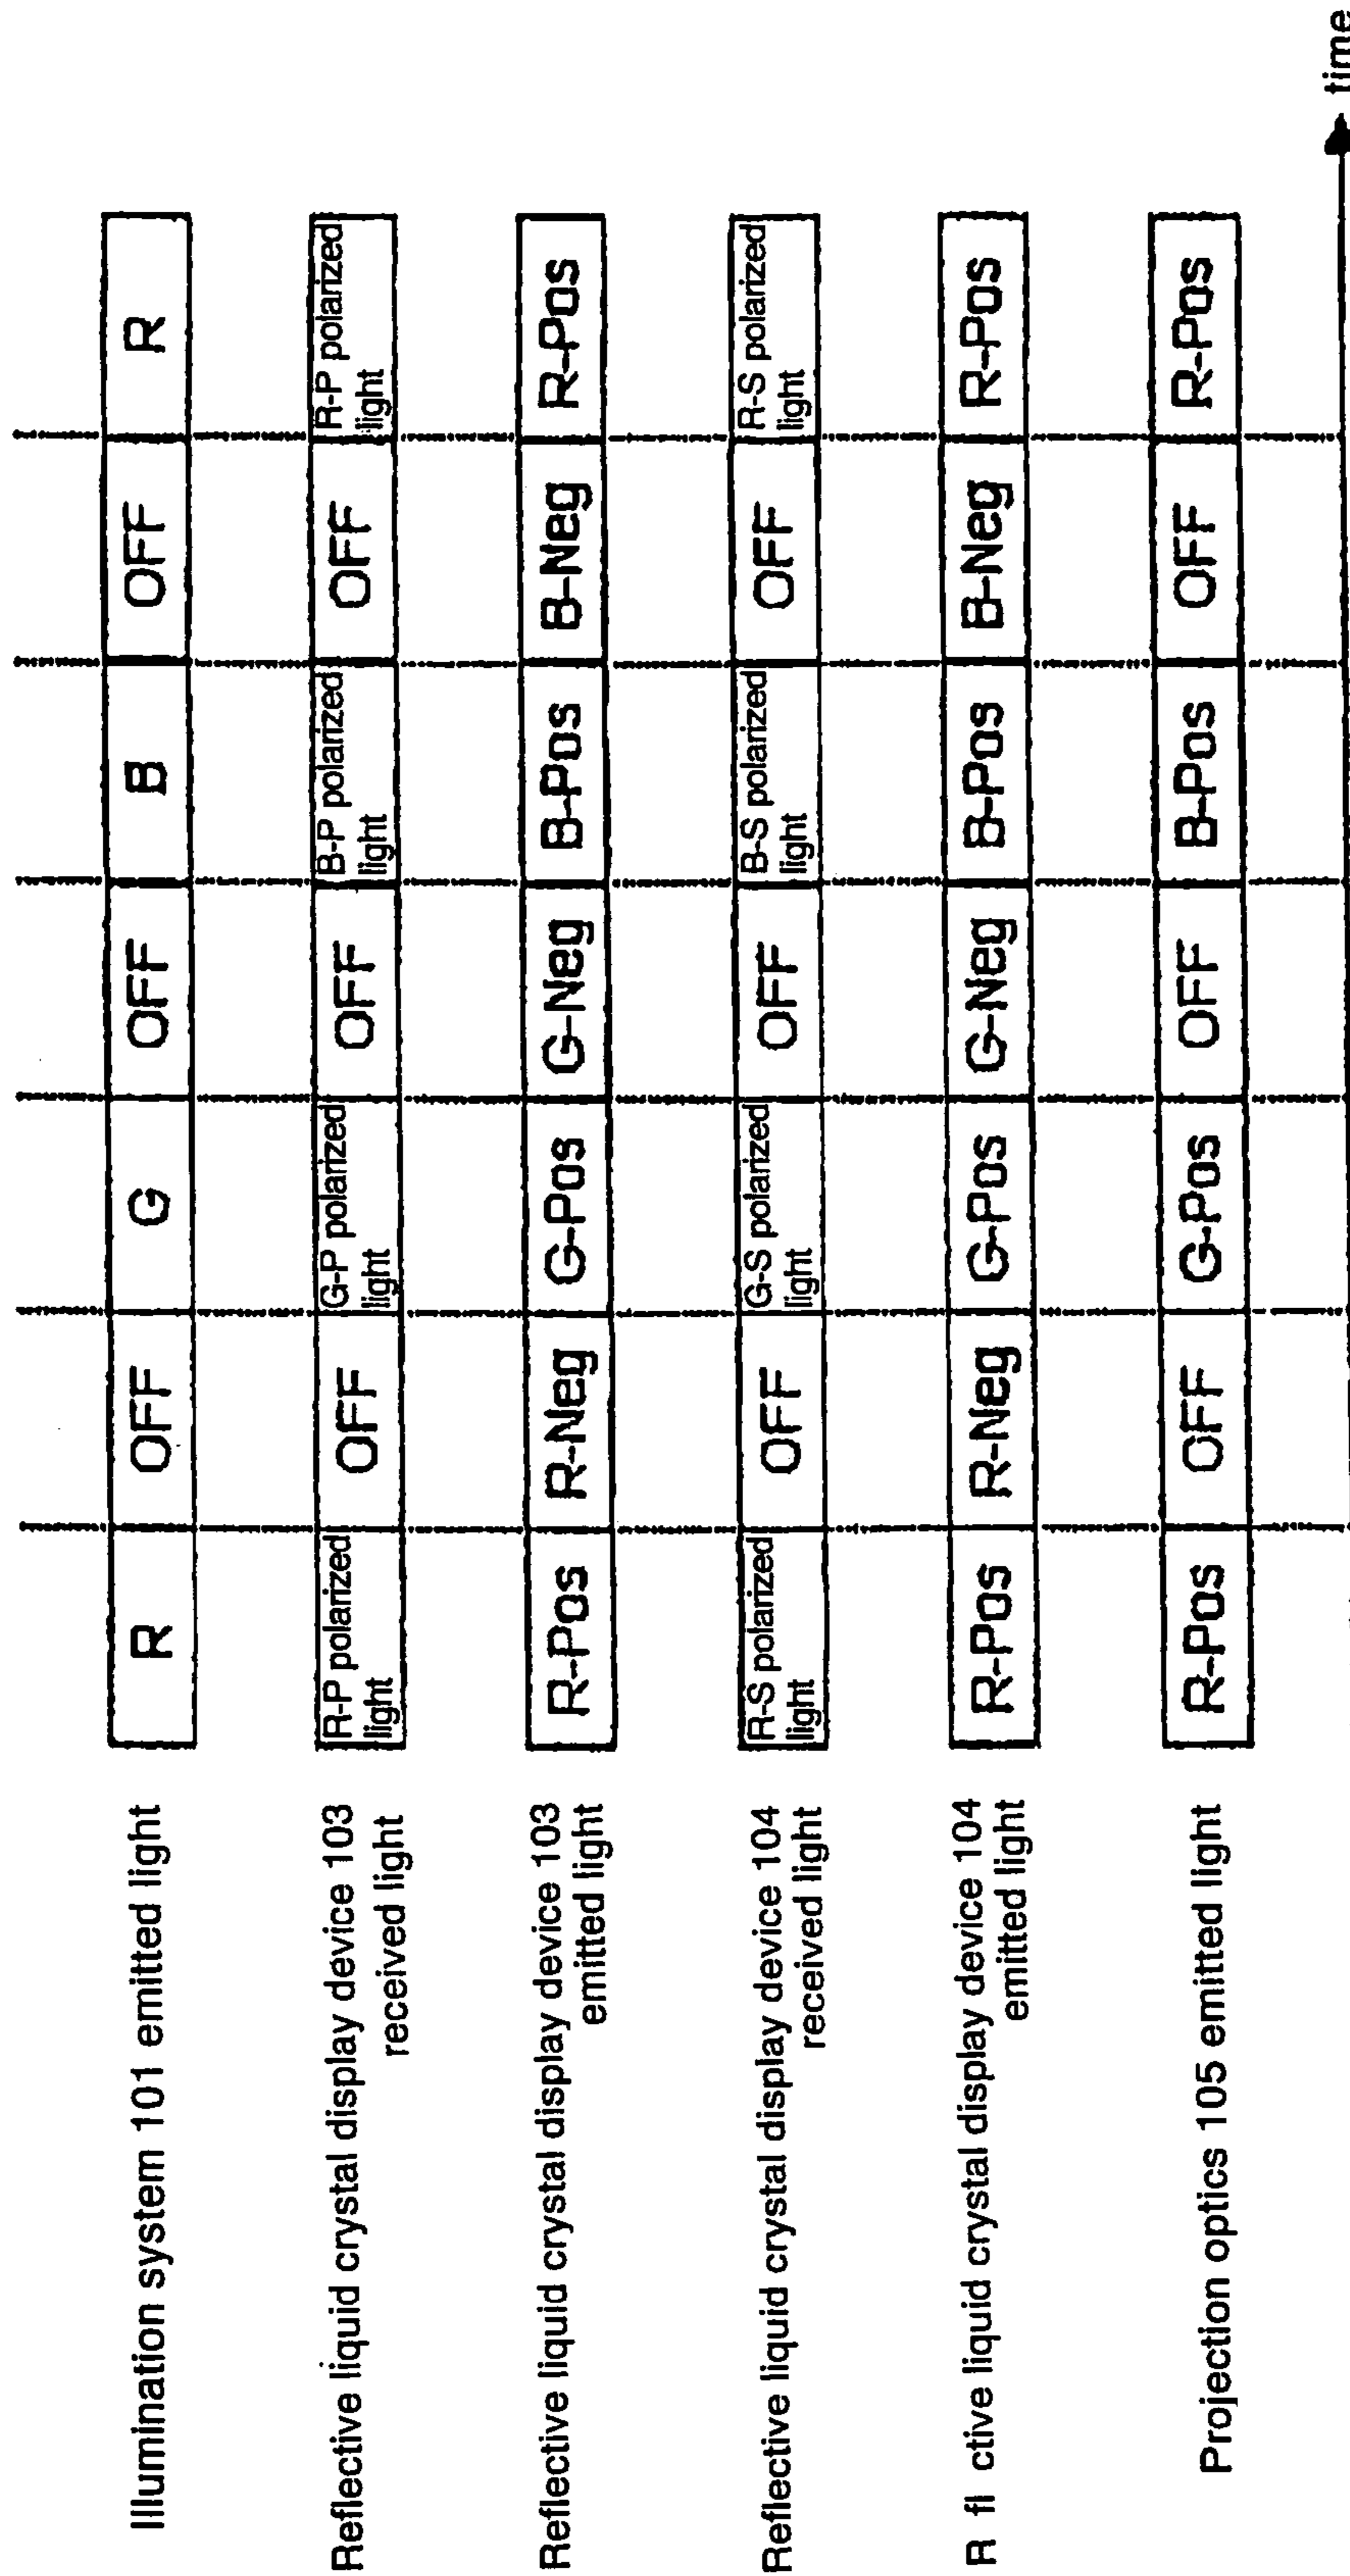 Illumination system 101 emitted light
R OFF G OFF B OFF R
Reflective liquid crystal display device 103
received light
R-P polarized
light
OFF
G-P polarized
light
OFF
B-P polarized
light
OFF
R-P polarized
light
Reflective liquid crystal display device 103
emitted light
R-Pos R-Neg G-Pos G-Neg B-Pos B-Neg R-Pos
Reflective liquid crystal display device 104
received light
R-S polarized
light
OFF
G-S polarized
light
OFF
B-S polarized
light
OFF
R-S polarized
light
R fl ctive liquid crystal display device 104
emitted light
R-Pos R-Neg G-Pos G-Neg B-Pos B-Neg R-Pos
Projection optics 105 emitted light
R-Pos OFF G-Pos OFF B-Pos OFF R-Pos
time